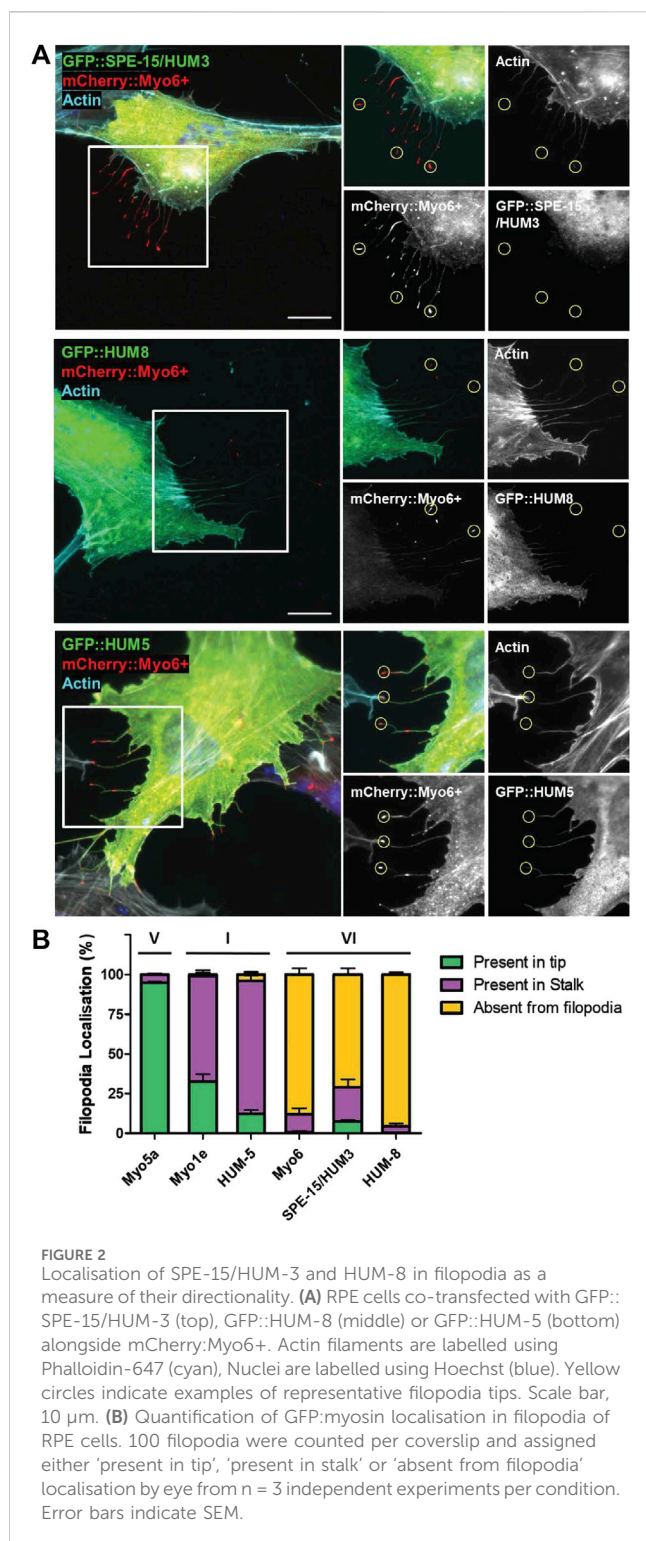 A
GFP::SPE-15/HUM3
mCherry::Myo6+
Actin
Actin
mCherry::Myo6+
GFP::SPE-15
/HUM3
GFP::HUM8
mCherry::Myo6+
Actin
Actin
mCherry::Myo6+
GFP::HUM8
GFP::HUM5
mCherry::Myo6+
Actin
Actin
mCherry::Myo6+
GFP::HUM5
B
V
I
VI
Filopodia Localisation (%)
100
75
50
25
0
Myo5a
Myo1e
HUM-5
Myo6
SPE-15/HUM3
HUM-8
Present in tip
Present in Stalk
Absent from filopodia
FIGURE 2
Localisation of SPE-15/HUM-3 and HUM-8 in filopodia as a
measure of their directionality. (A) RPE cells co-transfected with GFP::
SPE-15/HUM-3 (top), GFP::HUM-8 (middle) or GFP::HUM-5 (bottom)
alongside mCherry:Myo6+. Actin filaments are labelled using
Phalloidin-647 (cyan), Nuclei are labelled using Hoechst (blue). Yellow
circles indicate examples of representative filopodia tips. Scale bar,
10 μm. (B) Quantification of GFP:myosin localisation in filopodia of
RPE cells. 100 filopodia were counted per coverslip and assigned
either ‘present in tip’, ‘present in stalk’ or ‘absent from filopodia’
localisation by eye from n = 3 independent experiments per condition.
Error bars indicate SEM.